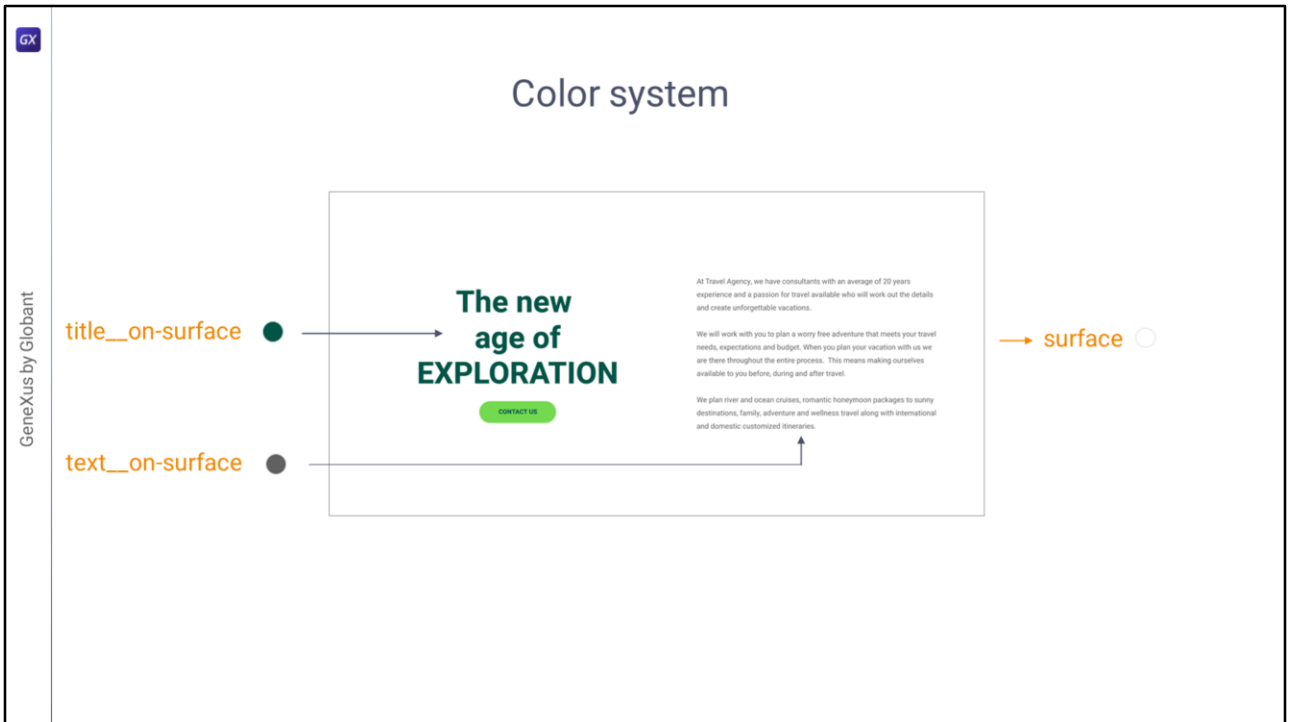 GX
Color system
The new
age of
EXPLORATION
CONTACT US
At Travel Agency, we have consultants with an average of 20 years
experience and a passion for travel available who will work out the details
and create unforgettable vacations.
We will work with you to plan a worry free adventure that meets your travel
needs, expectations and budget. When you plan your vacation with us we
are there throughout the entire process.  This means making ourselves
available to you before, during and after travel.
We plan river and ocean cruises, romantic honeymoon packages to sunny
destinations, family, adventure and wellness travel along with international
and domestic customized itineraries.
title__on-surface
text__on-surface
surface
GeneXus by Globant